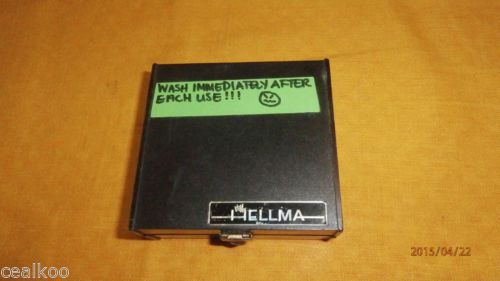 WASH IMMEDIATELY AFTER
EACH USE!!!
HELLMA
2015/04/22
cealkoo